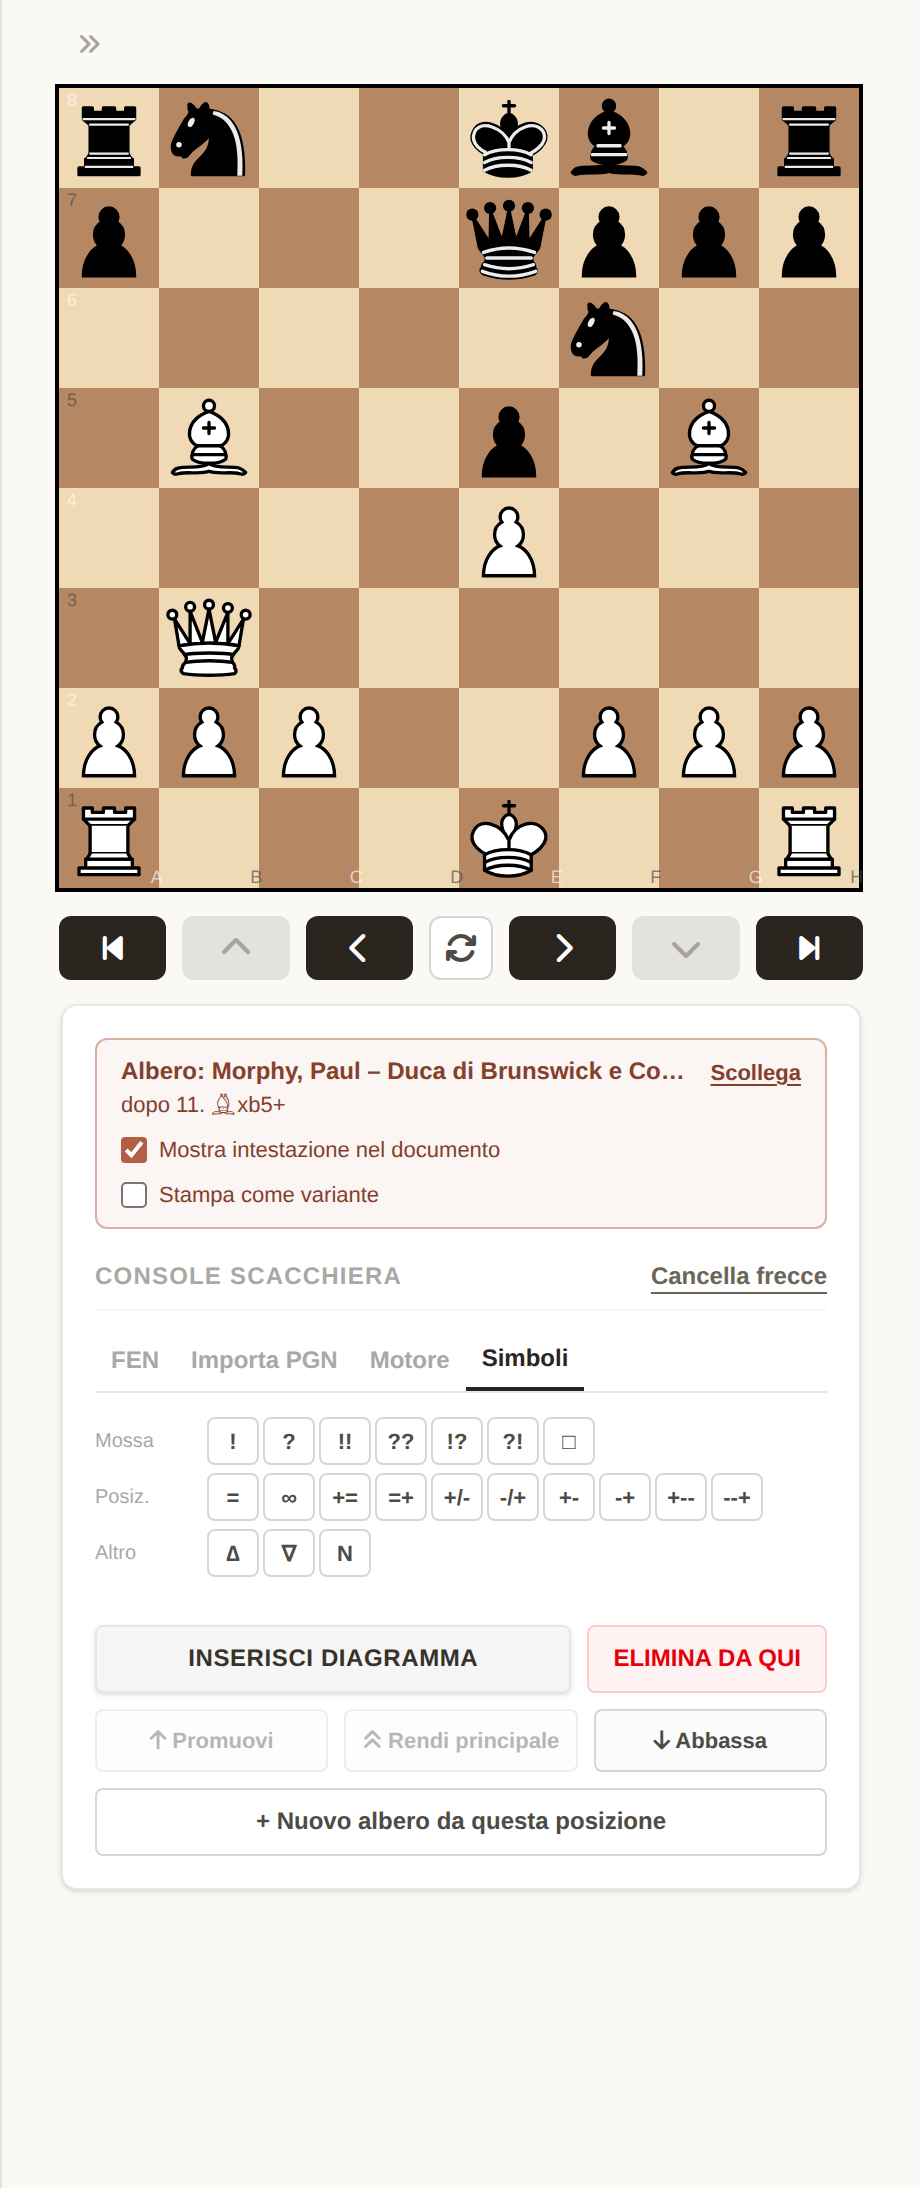 8
7
6
5
4
3
2
1
A B C D E F G H
Albero: Morphy, Paul – Duca di Brunswick e Co… Scollega
dopo 11. ♗xb5+
Mostra intestazione nel documento
Stampa come variante
CONSOLE SCACCHIERA Cancella frecce
FEN Importa PGN Motore Simboli
Mossa ! ? !! ?? !? ?! □
Posiz. = ∞ += =+ +/- -/+ +- -+ +-- --+
Altro ∆ ∇ N
INSERISCI DIAGRAMMA ELIMINA DA QUI
Promuovi Rendi principale Abbassa
+ Nuovo albero da questa posizione